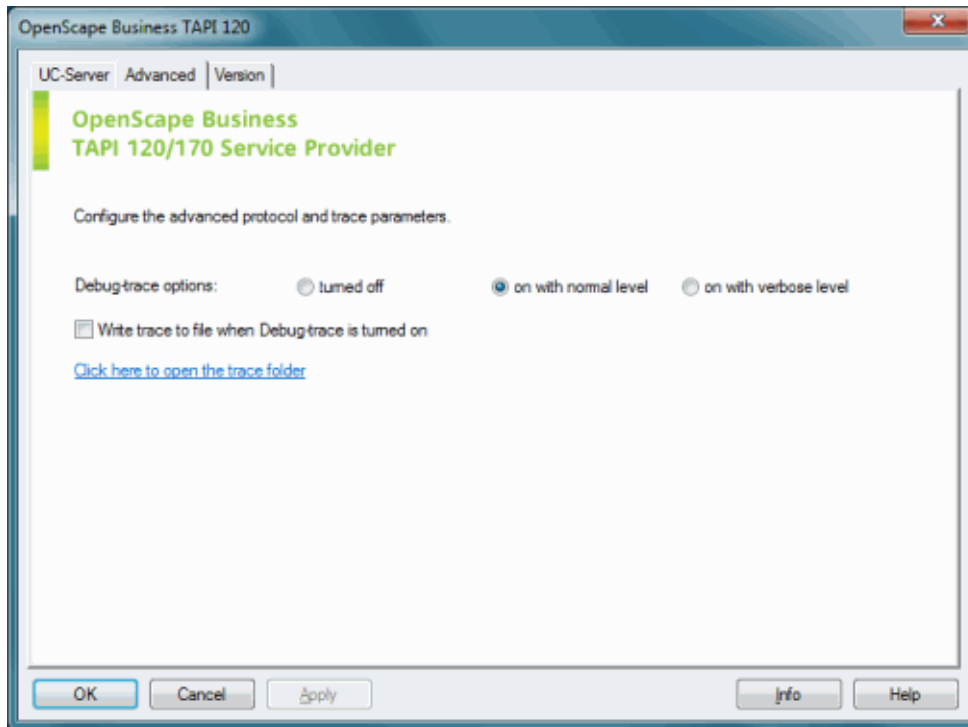 OpenScape Business TAPI 120
UC-Server Advanced Version
OpenScape Business
TAPI 120/170 Service Provider
Configure the advanced protocol and trace parameters.
Debug-trace options: turned off on with normal level on with verbose level
Write trace to file when Debug-trace is turned on
Click here to open the trace folder
OK Cancel Apply Info Help